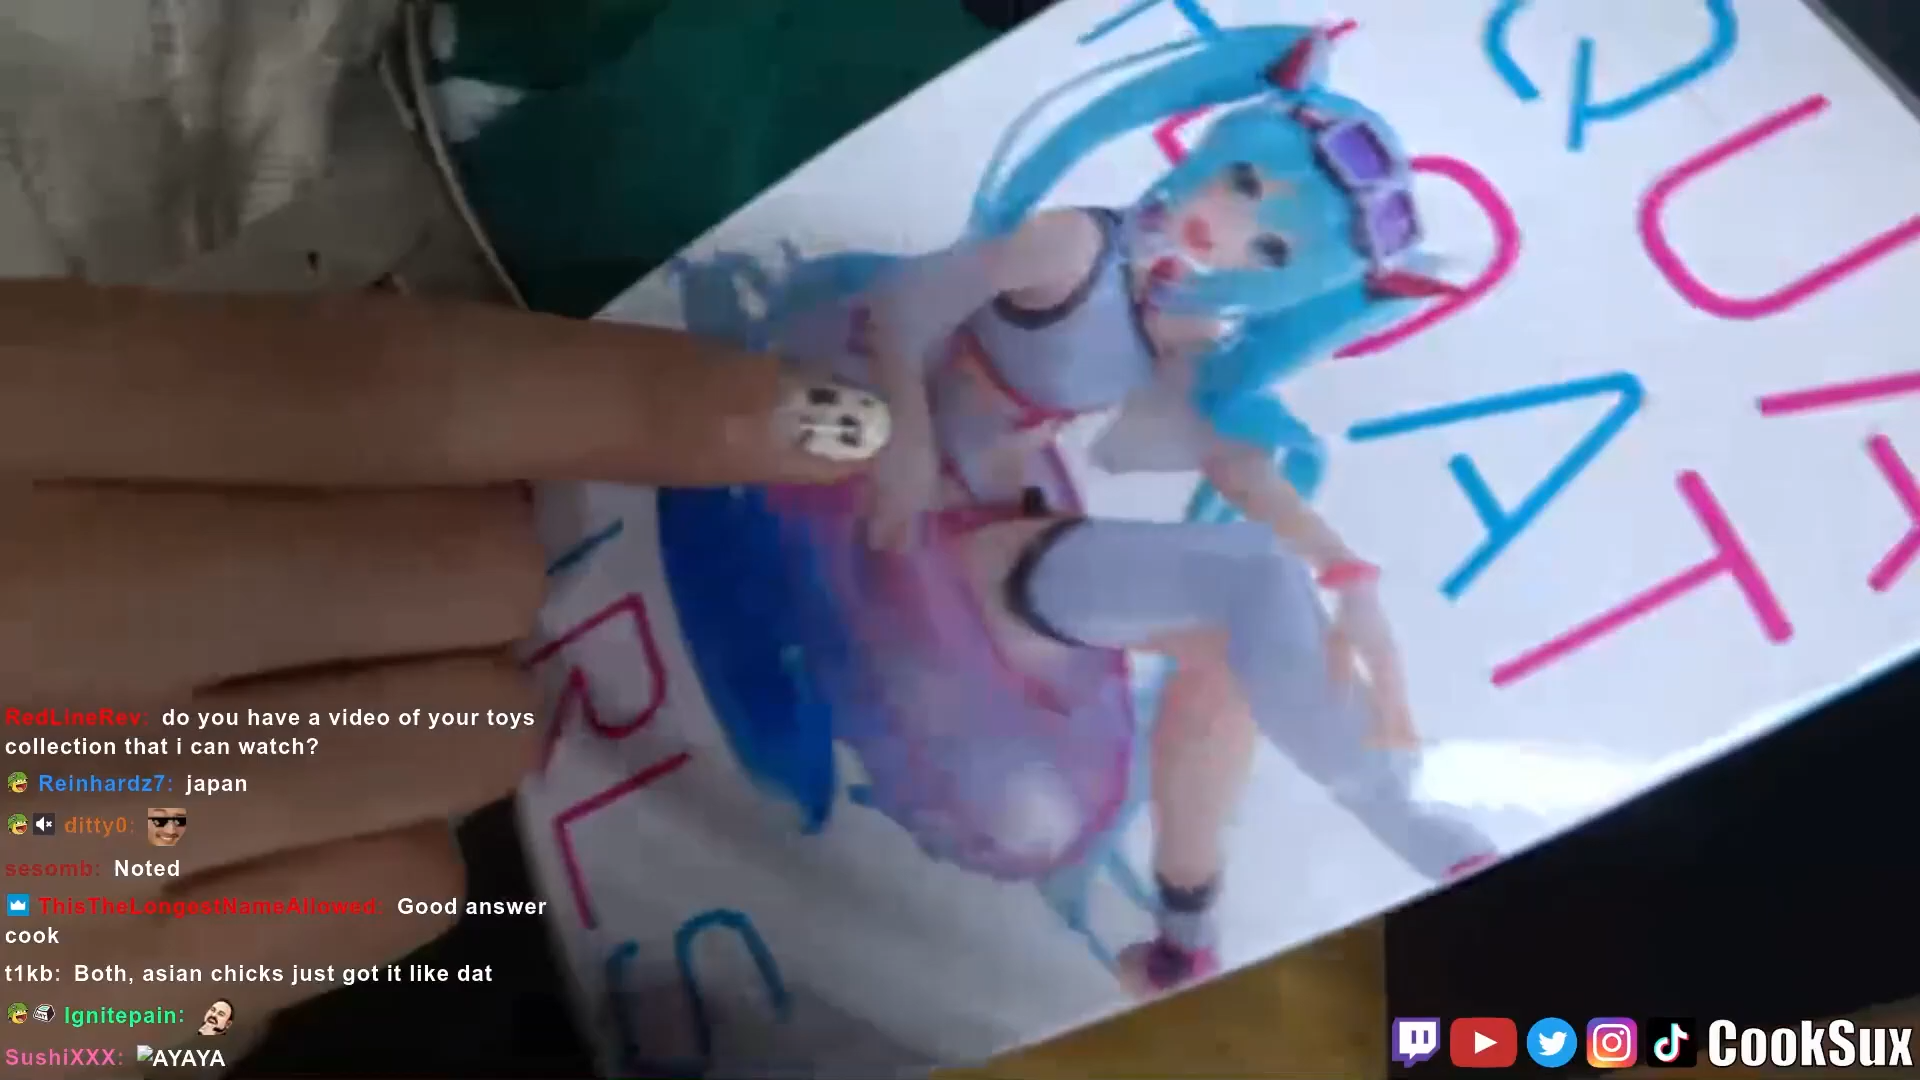 RedLineRev: do you have a video of your toys
collection that i can watch?
Reinhardz7: japan
ditty0:
sesomb: Noted
ThisTheLongestNameAllowed: Good answer
cook
t1kb: Both, asian chicks just got it like dat
Ignitepain:
SushiXXX: AYAYA
CookSux